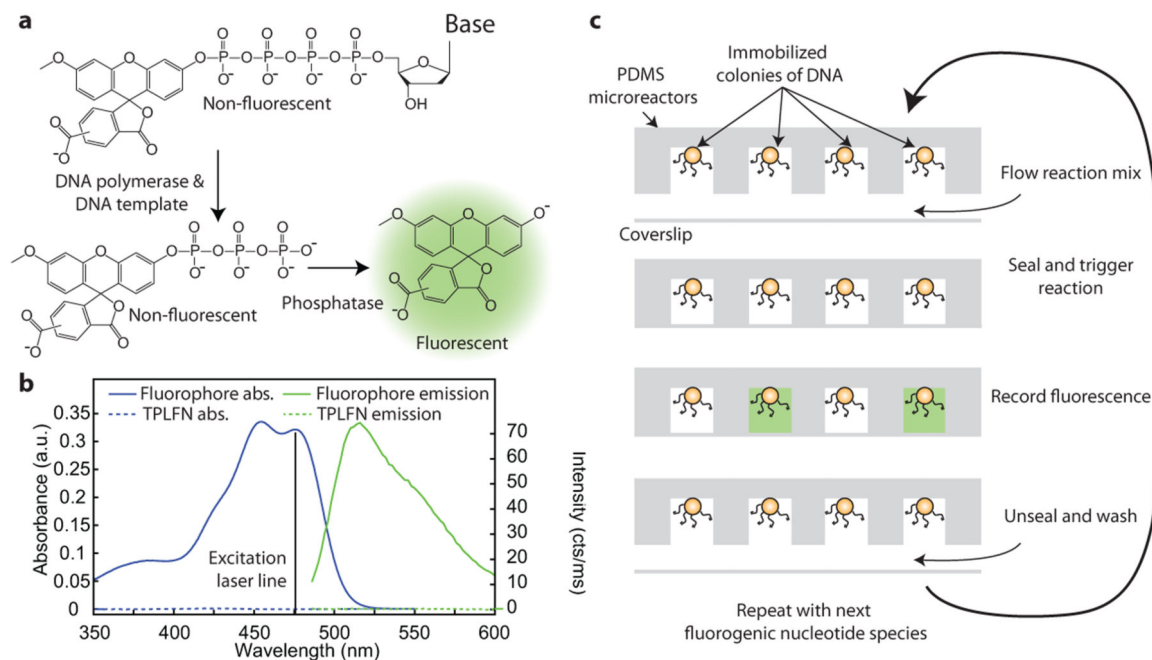 a
Base
O O O O
O P O P O P O P O
O⁻ O⁻ O⁻ O⁻
O
OH
Non-fluorescent
O O
O
O
O
O⁻
DNA polymerase &
DNA template
O O O
O O O P O P O P O⁻
O⁻ O⁻ O⁻
O
O
O
O⁻
Non-fluorescent
Phosphatase
O O O⁻
O
O
O
O⁻
Fluorescent
b
Fluorophore abs.
Fluorophore emission
TPLFN abs.
TPLFN emission
Absorbance (a.u.)
0.35
0.3
0.25
0.2
0.15
0.1
0.05
0
Excitation
laser line
70
60
50
40
30
20
10
0
Intensity (cts/ms)
350 400 450 500 550 600
Wavelength (nm)
c
Immobilized
colonies of DNA
PDMS
microreactors
Flow reaction mix
Coverslip
Seal and trigger
reaction
Record fluorescence
Unseal and wash
Repeat with next
fluorogenic nucleotide species